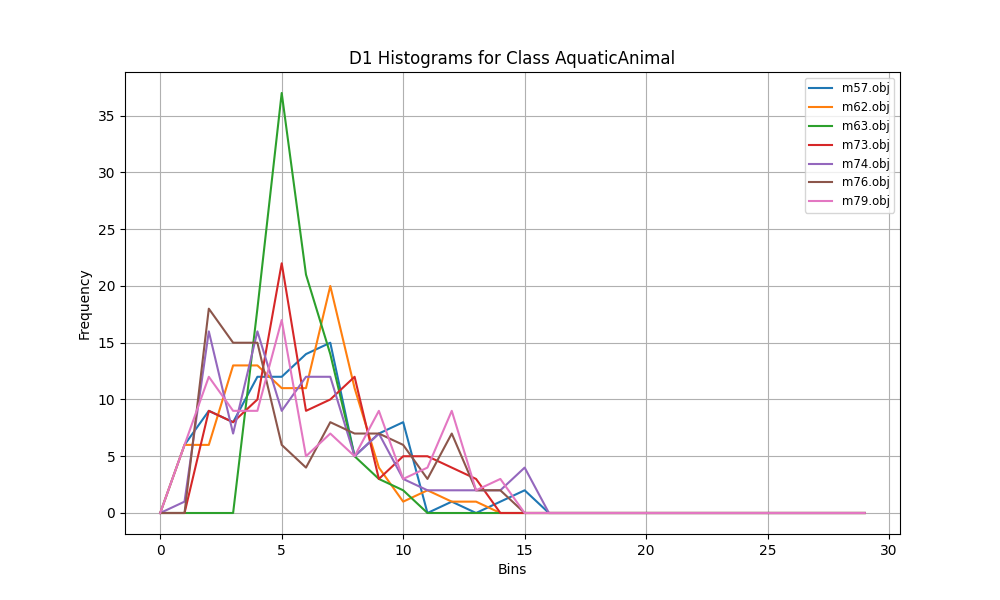 D1 Histograms for Class AquaticAnimal
m57.obj
m62.obj
m63.obj
m73.obj
m74.obj
m76.obj
m79.obj
Frequency
35
30
25
20
15
10
5
0
0 5 10 15 20 25 30
Bins